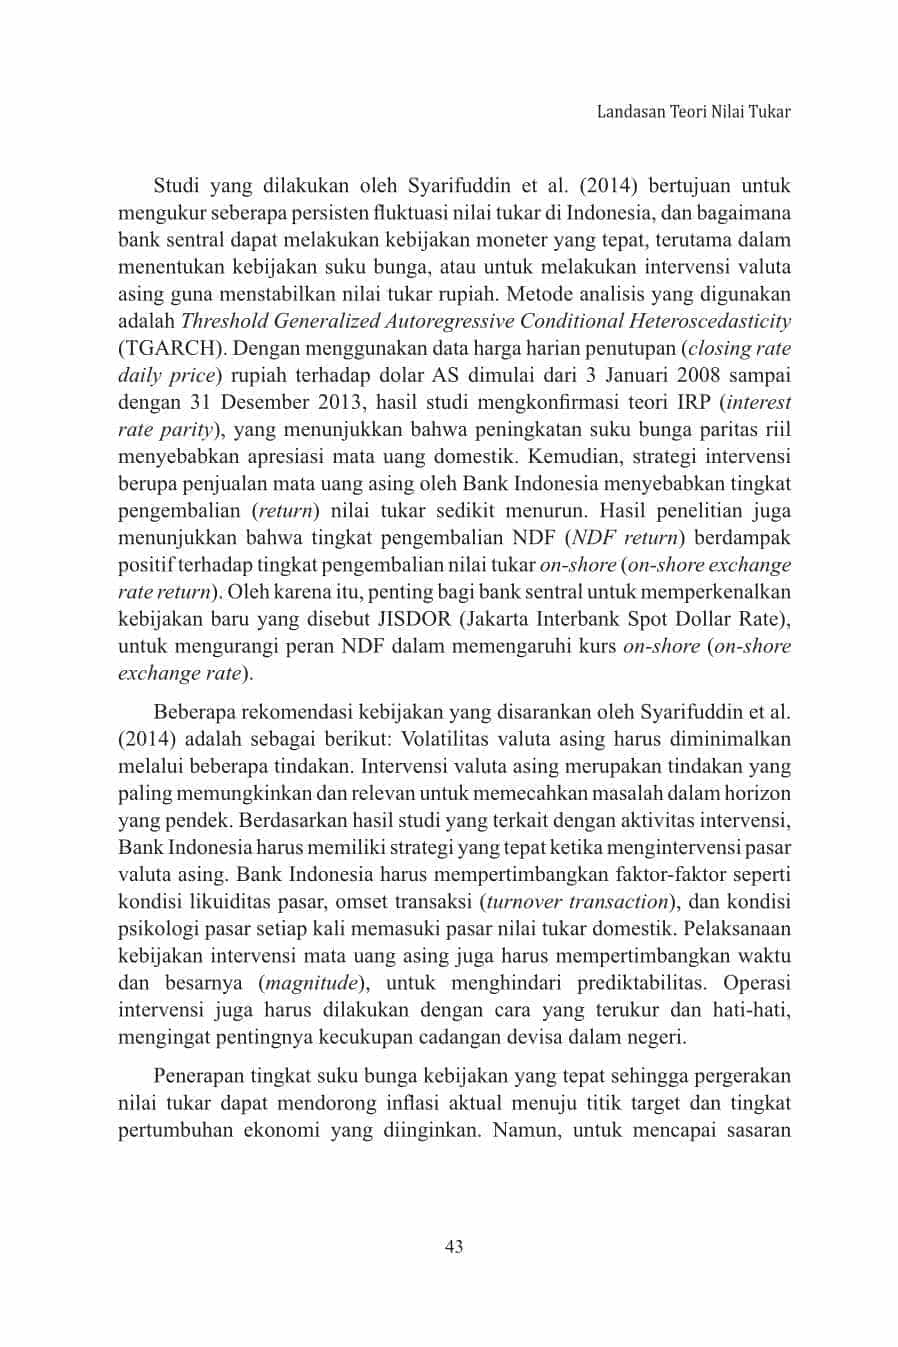 Landasan Teori Nilai Tukar
Studi yang dilakukan oleh Syarifuddin et al. (2014) bertujuan untuk
mengukur seberapa persisten fluktuasi nilai tukar di Indonesia, dan bagaimana
bank sentral dapat melakukan kebijakan moneter yang tepat, terutama dalam
menentukan kebijakan suku bunga, atau untuk melakukan intervensi valuta
asing guna menstabilkan nilai tukar rupiah. Metode analisis yang digunakan
adalah Threshold Generalized Autoregressive Conditional Heteroscedasticity
(TGARCH). Dengan menggunakan data harga harian penutupan (closing rate
daily price) rupiah terhadap dolar AS dimulai dari 3 Januari 2008 sampai
dengan 31 Desember 2013, hasil studi mengkonfirmasi teori IRP (interest
rate parity), yang menunjukkan bahwa peningkatan suku bunga paritas riil
menyebabkan apresiasi mata uang domestik. Kemudian, strategi intervensi
berupa penjualan mata uang asing oleh Bank Indonesia menyebabkan tingkat
pengembalian (return) nilai tukar sedikit menurun. Hasil penelitian juga
menunjukkan bahwa tingkat pengembalian NDF (NDF return) berdampak
positif terhadap tingkat pengembalian nilai tukar on-shore (on-shore exchange
rate return). Oleh karena itu, penting bagi bank sentral untuk memperkenalkan
kebijakan baru yang disebut JISDOR (Jakarta Interbank Spot Dollar Rate),
untuk mengurangi peran NDF dalam memengaruhi kurs on-shore (on-shore
exchange rate).
Beberapa rekomendasi kebijakan yang disarankan oleh Syarifuddin et al.
(2014) adalah sebagai berikut: Volatilitas valuta asing harus diminimalkan
melalui beberapa tindakan. Intervensi valuta asing merupakan tindakan yang
paling memungkinkan dan relevan untuk memecahkan masalah dalam horizon
yang pendek. Berdasarkan hasil studi yang terkait dengan aktivitas intervensi,
Bank Indonesia harus memiliki strategi yang tepat ketika mengintervensi pasar
valuta asing. Bank Indonesia harus mempertimbangkan faktor-faktor seperti
kondisi likuiditas pasar, omset transaksi (turnover transaction), dan kondisi
psikologi pasar setiap kali memasuki pasar nilai tukar domestik. Pelaksanaan
kebijakan intervensi mata uang asing juga harus mempertimbangkan waktu
dan besarnya (magnitude), untuk menghindari prediktabilitas. Operasi
intervensi juga harus dilakukan dengan cara yang terukur dan hati-hati,
mengingat pentingnya kecukupan cadangan devisa dalam negeri.
Penerapan tingkat suku bunga kebijakan yang tepat sehingga pergerakan
nilai tukar dapat mendorong inflasi aktual menuju titik target dan tingkat
pertumbuhan ekonomi yang diinginkan. Namun, untuk mencapai sasaran
43